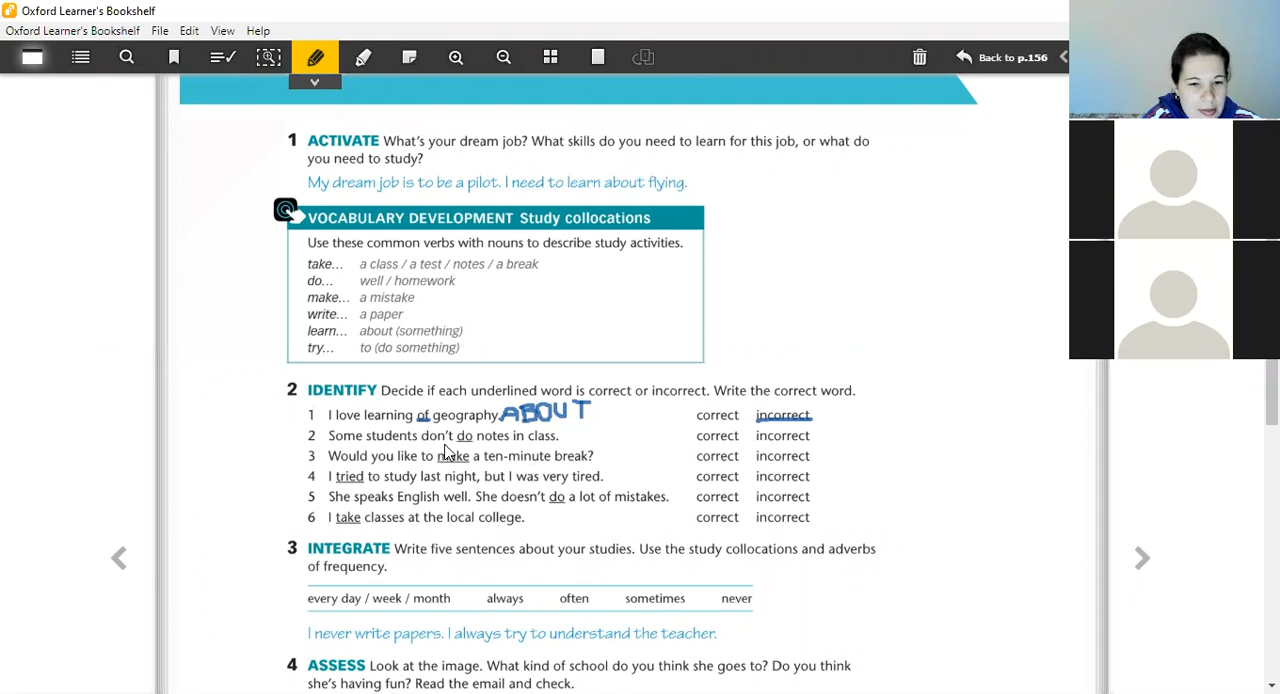 Oxford Learner's Bookshelf
Oxford Learner's Bookshelf File Edit View Help
Back to p.156
1 ACTIVATE What's your dream job? What skills do you need to learn for this job, or what do
you need to study?
My dream job is to be a pilot. I need to learn about flying.
VOCABULARY DEVELOPMENT Study collocations
Use these common verbs with nouns to describe study activities.
take... a class / a test / notes / a break
do... well / homework
make... a mistake
write... a paper
learn... about (something)
try... to (do something)
2 IDENTIFY Decide if each underlined word is correct or incorrect. Write the correct word.
1 I love learning of geography. ABOUT correct incorrect
2 Some students don't do notes in class. correct incorrect
3 Would you like to make a ten-minute break? correct incorrect
4 I tried to study last night, but I was very tired. correct incorrect
5 She speaks English well. She doesn't do a lot of mistakes. correct incorrect
6 I take classes at the local college. correct incorrect
3 INTEGRATE Write five sentences about your studies. Use the study collocations and adverbs
of frequency.
every day / week / month always often sometimes never
I never write papers. I always try to understand the teacher.
4 ASSESS Look at the image. What kind of school do you think she goes to? Do you think
she's having fun? Read the email and check.